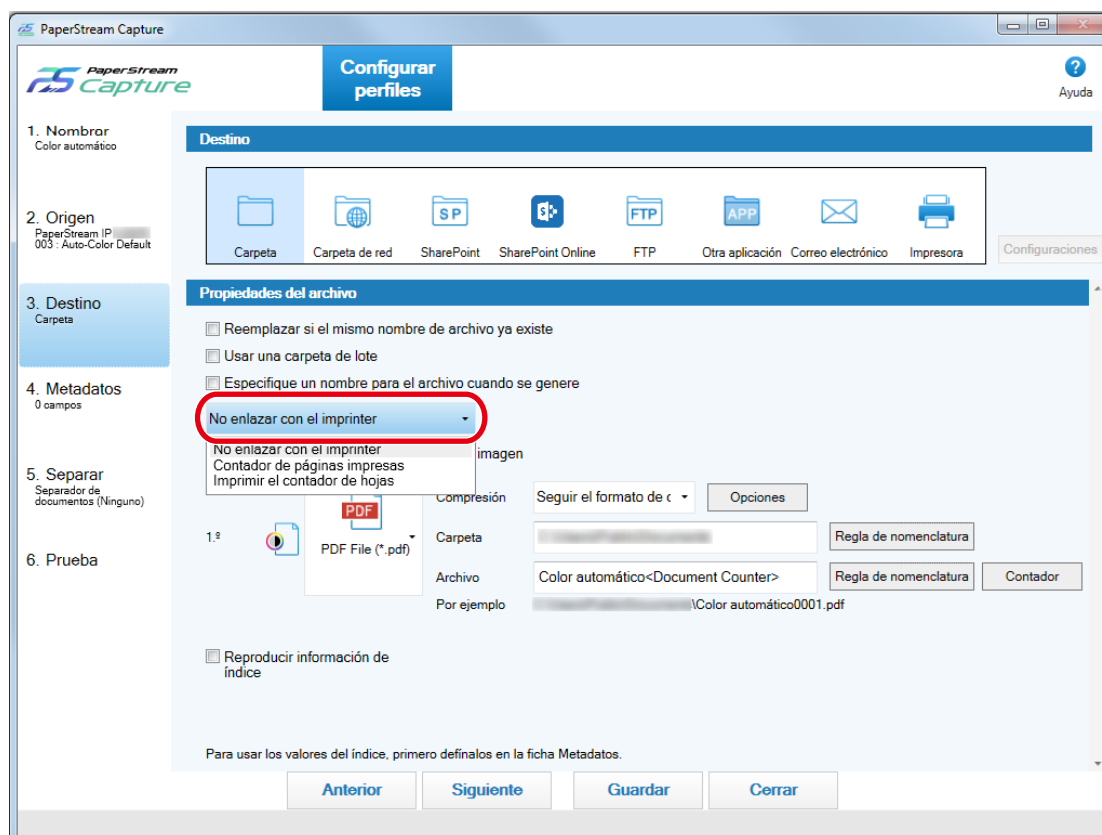 PaperStream Capture
PaperStream
Capture
Configurar
perfiles
Ayuda
1. Nombrar
Color automático
2. Origen
PaperStream IP
003 : Auto-Color Default
3. Destino
Carpeta
4. Metadatos
0 campos
5. Separar
Separador de
documentos (Ninguno)
6. Prueba
Destino
Carpeta
Carpeta de red
SP
SharePoint
SharePoint Online
FTP
FTP
APP
Otra aplicación
Correo electrónico
Impresora
Configuraciones
Propiedades del archivo
Reemplazar si el mismo nombre de archivo ya existe
Usar una carpeta de lote
Especifique un nombre para el archivo cuando se genere
No enlazar con el imprinter
No enlazar con el imprinter
Contador de páginas impresas
Imprimir el contador de hojas
imagen
1.º
PDF
PDF File (*.pdf)
Compresión
Seguir el formato de c
Opciones
Carpeta
Regla de nomenclatura
Archivo
Color automático<Document Counter>
Regla de nomenclatura
Contador
Por ejemplo
\Color automático0001.pdf
Reproducir información de
índice
Para usar los valores del índice, primero defínalos en la ficha Metadatos.
Anterior
Siguiente
Guardar
Cerrar